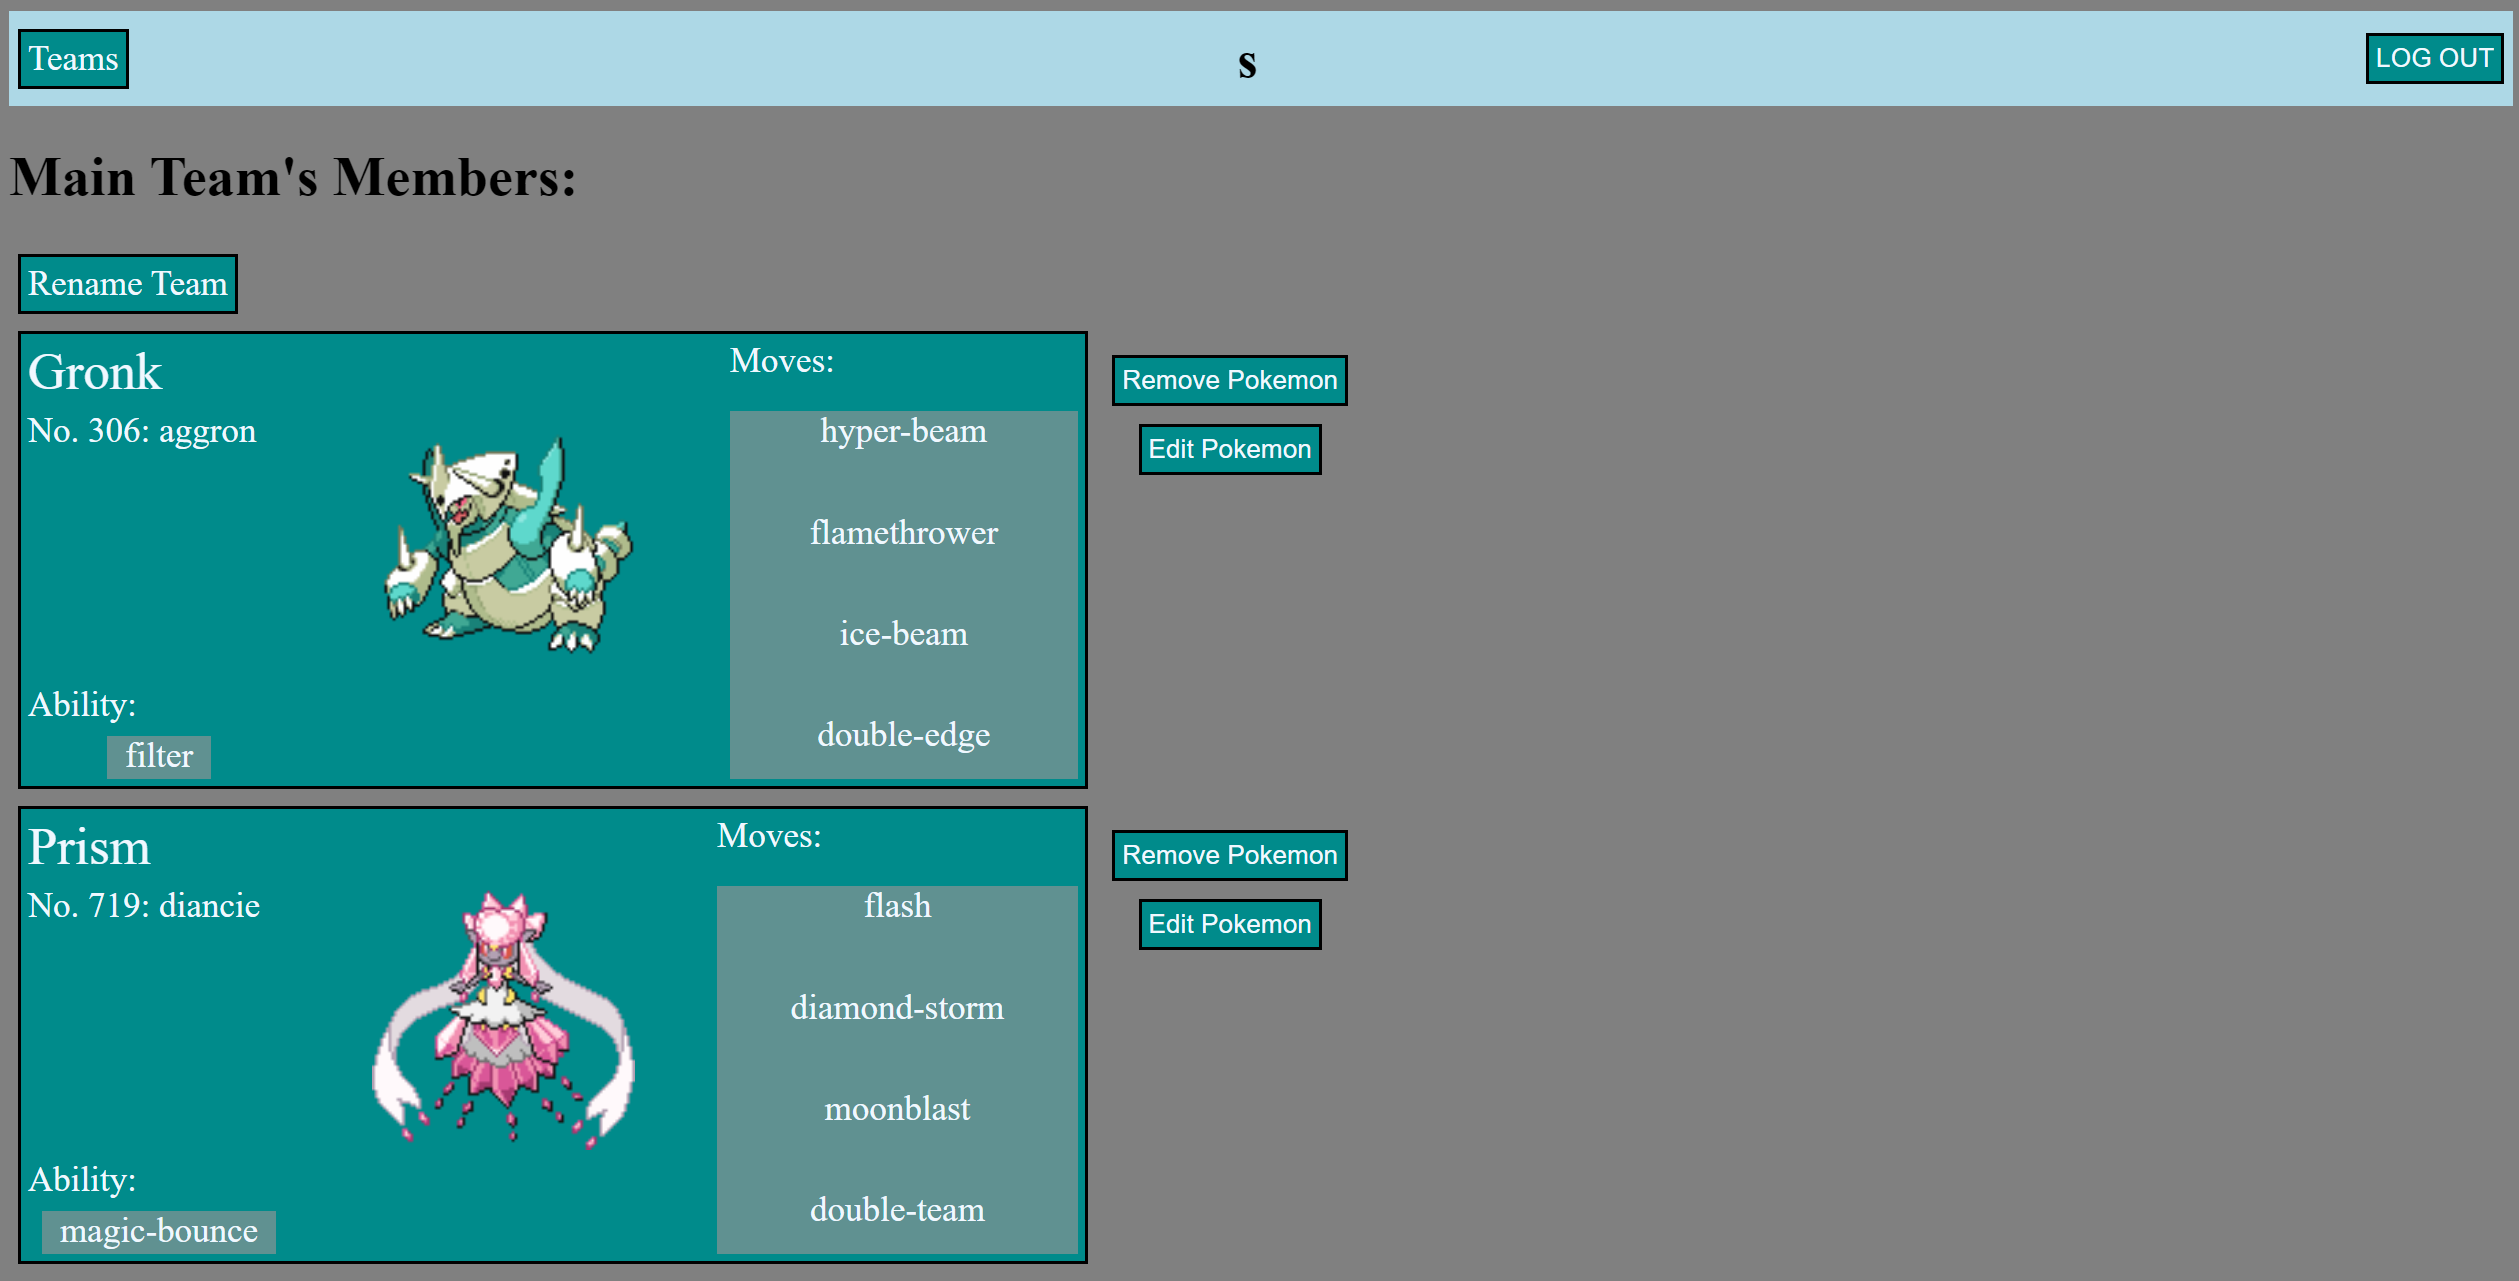 Teams
s
LOG OUT
Main Team's Members:
Rename Team
Gronk
No. 306: aggron
Ability:
filter
Moves:
hyper-beam
flamethrower
ice-beam
double-edge
Remove Pokemon
Edit Pokemon
Prism
No. 719: diancie
Ability:
magic-bounce
Moves:
flash
diamond-storm
moonblast
double-team
Remove Pokemon
Edit Pokemon